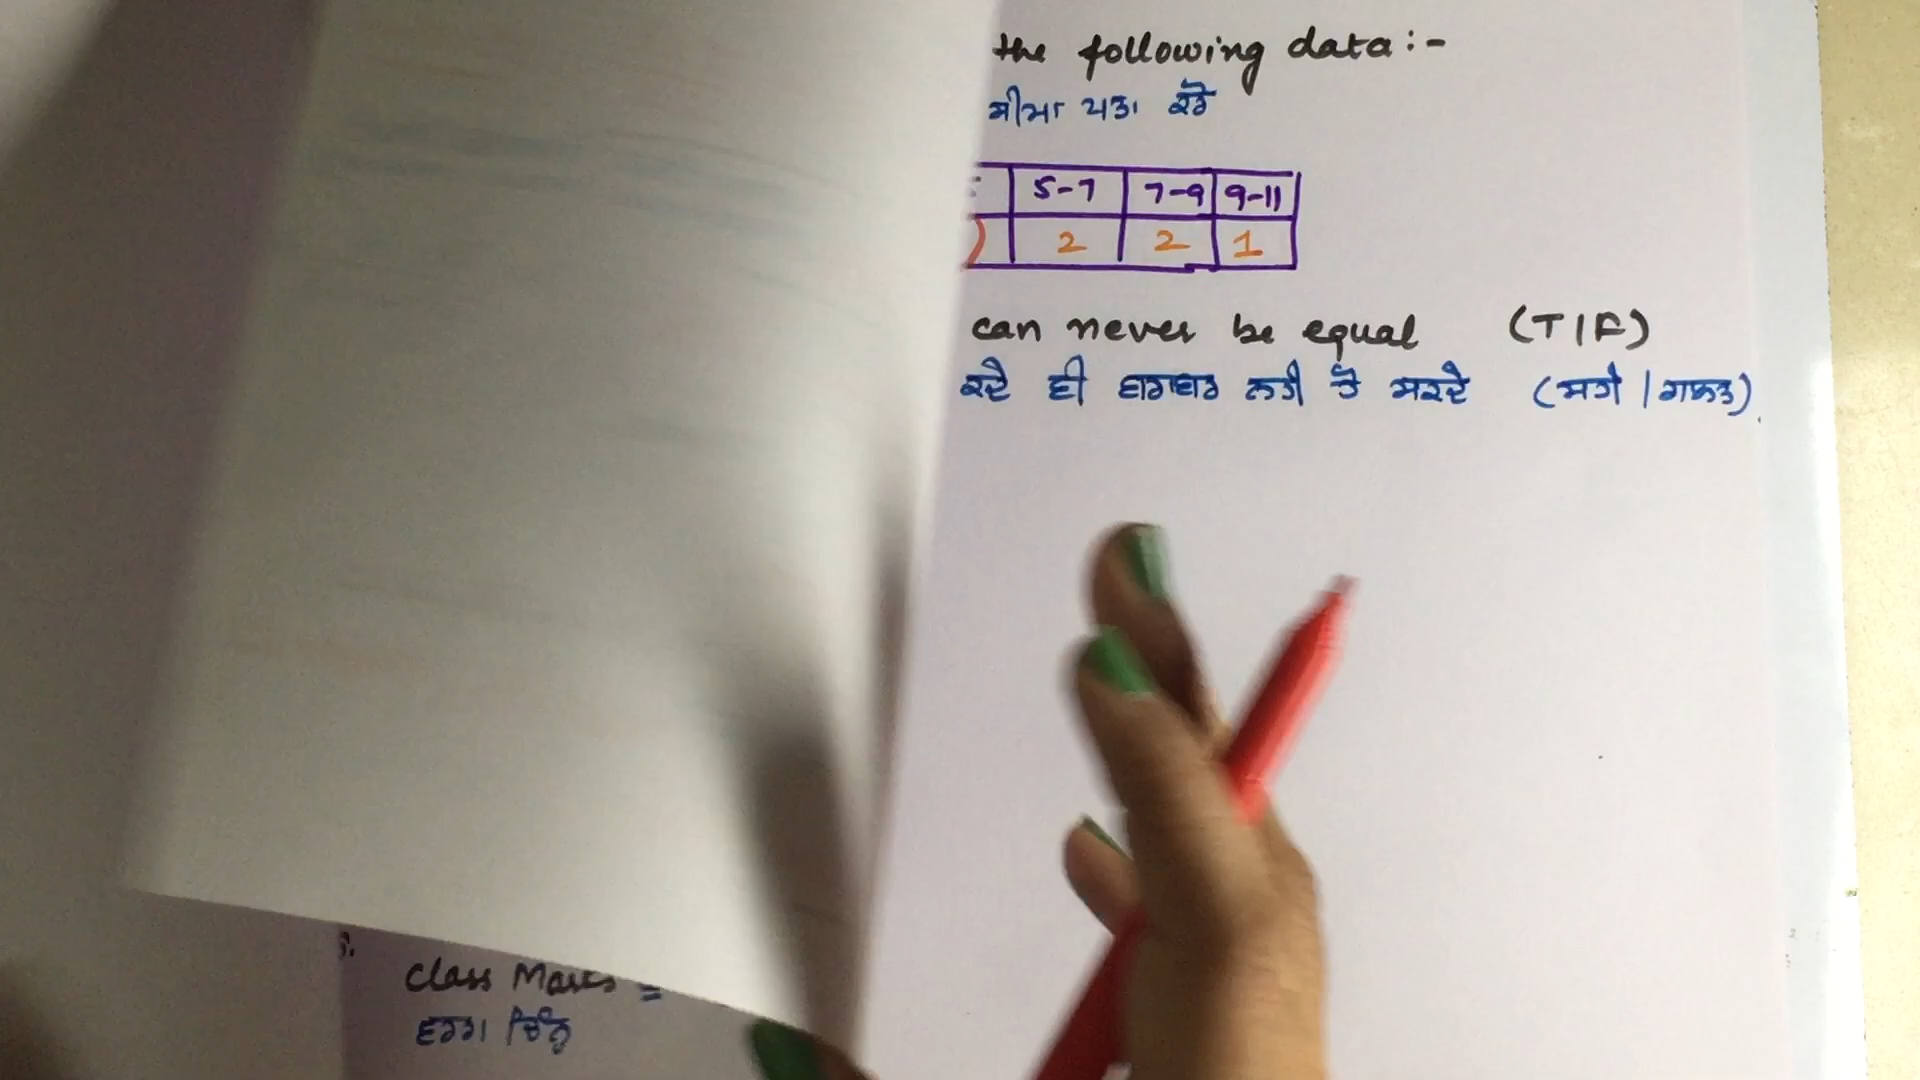 the following data:-
ਸੀਮਾ ਪਤਾ ਕਰੋ
5-7 7-9 9-11
2 2 1
can never be equal (T/F)
ਕਦੇ ਵੀ ਬਰਾਬਰ ਨਹੀਂ ਹੋ ਸਕਦੇ (ਸਹੀ / ਗਲਤ)
Class Marks =
ਵਰਗ ਚਿੰਨ੍ਹ